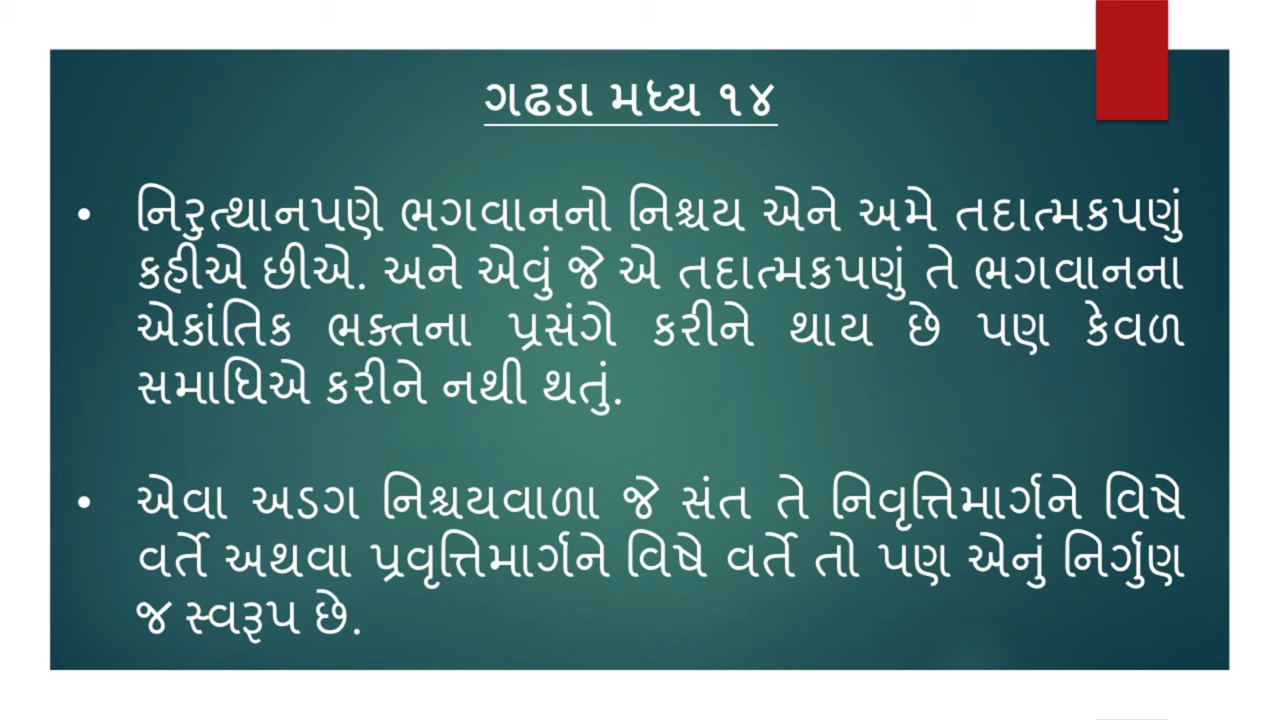 ગઢડા મધ્ય ૧૪
• નિરુત્થાનપણે ભગવાનનો નિશ્ચય એને અમે તદાત્મકપણું
કહીએ છીએ. અને એવું જે એ તદાત્મકપણું તે ભગવાનના
એકાંતિક ભક્તના પ્રસંગે કરીને થાય છે પણ કેવળ
સમાધિએ કરીને નથી થતું.
• એવા અડગ નિશ્ચયવાળા જે સંત તે નિવૃત્તિમાર્ગને વિષે
વર્તે અથવા પ્રવૃત્તિમાર્ગને વિષે વર્તે તો પણ એનું નિર્ગુણ
જ સ્વરૂપ છે.